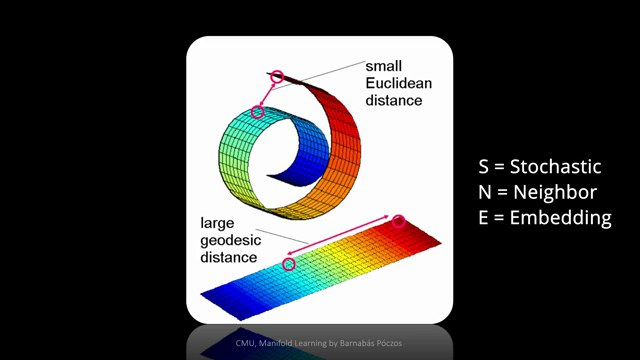 small
Euclidean
distance
S = Stochastic
N = Neighbor
E = Embedding
large
geodesic
distance
CMU, Manifold Learning by Barnabás Póczos